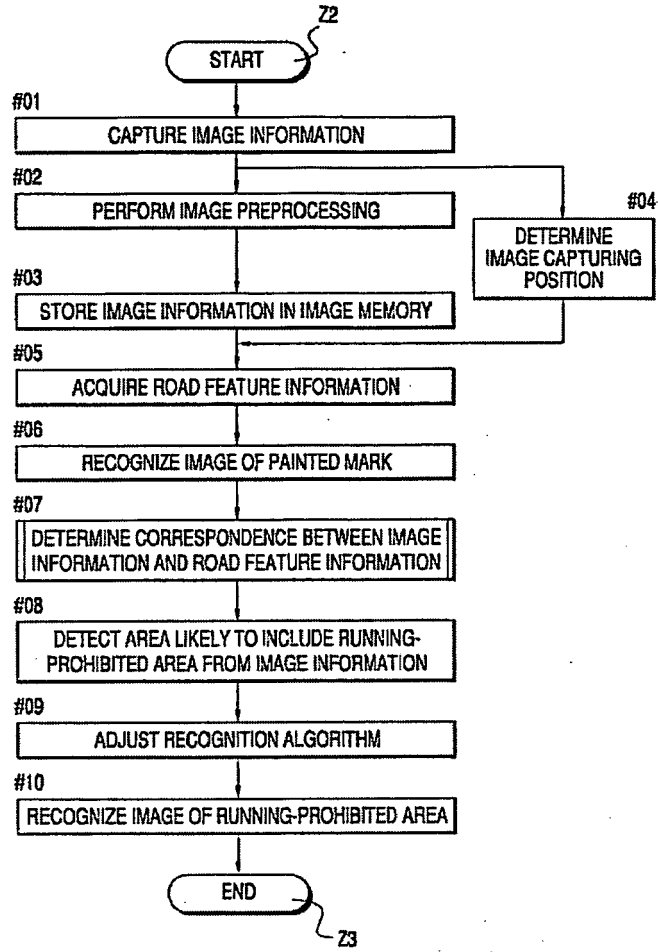 Z2
START
#01
CAPTURE IMAGE INFORMATION
#02
PERFORM IMAGE PREPROCESSING
#04
DETERMINE
IMAGE CAPTURING
POSITION
#03
STORE IMAGE INFORMATION IN IMAGE MEMORY
#05
ACQUIRE ROAD FEATURE INFORMATION
#06
RECOGNIZE IMAGE OF PAINTED MARK
#07
DETERMINE CORRESPONDENCE BETWEEN IMAGE
INFORMATION AND ROAD FEATURE INFORMATION
#08
DETECT AREA LIKELY TO INCLUDE RUNNING-
PROHIBITED AREA FROM IMAGE INFORMATION
#09
ADJUST RECOGNITION ALGORITHM
#10
RECOGNIZE IMAGE OF RUNNING-PROHIBITED AREA
END
Z3